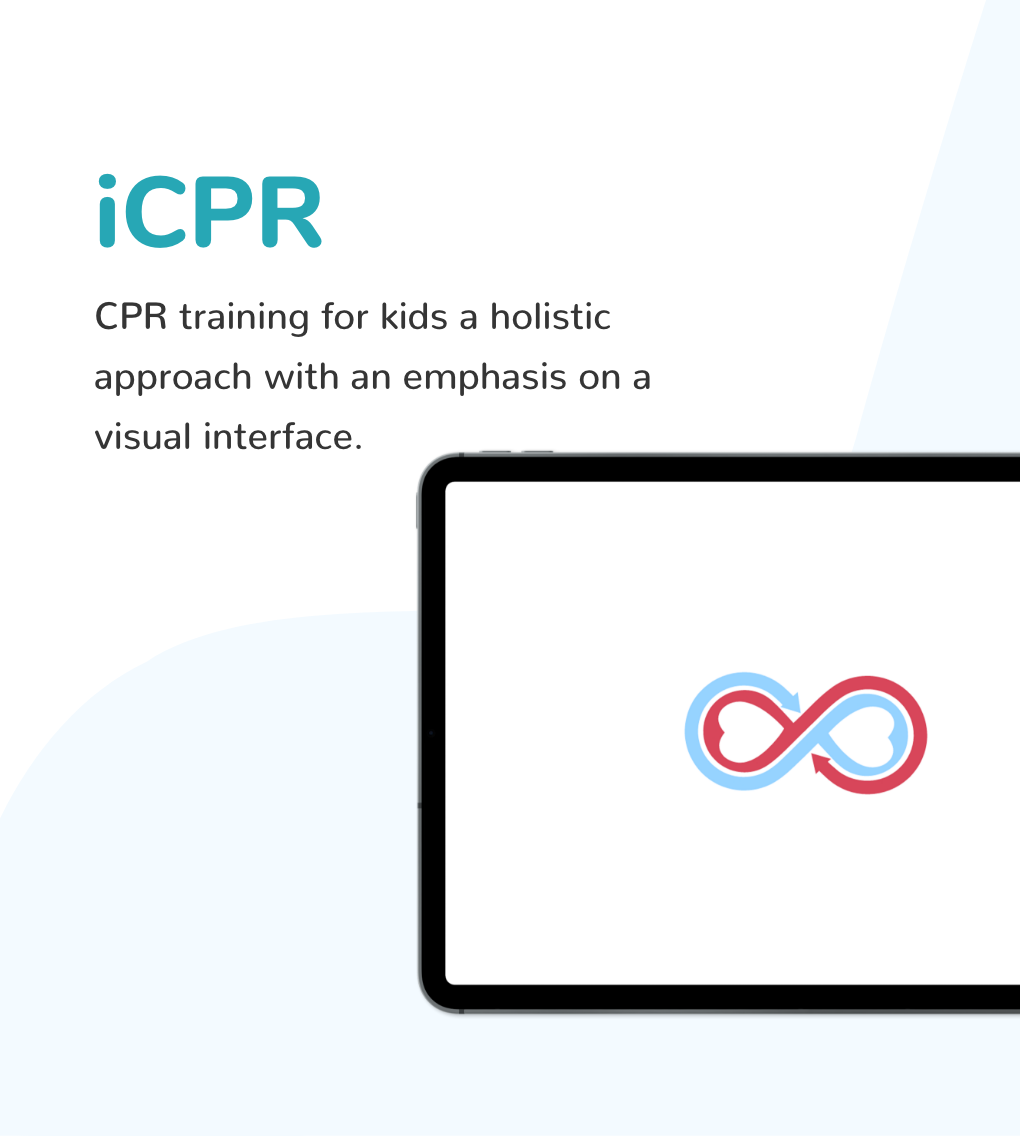 iCPR
CPR training for kids a holistic
approach with an emphasis on a
visual interface.